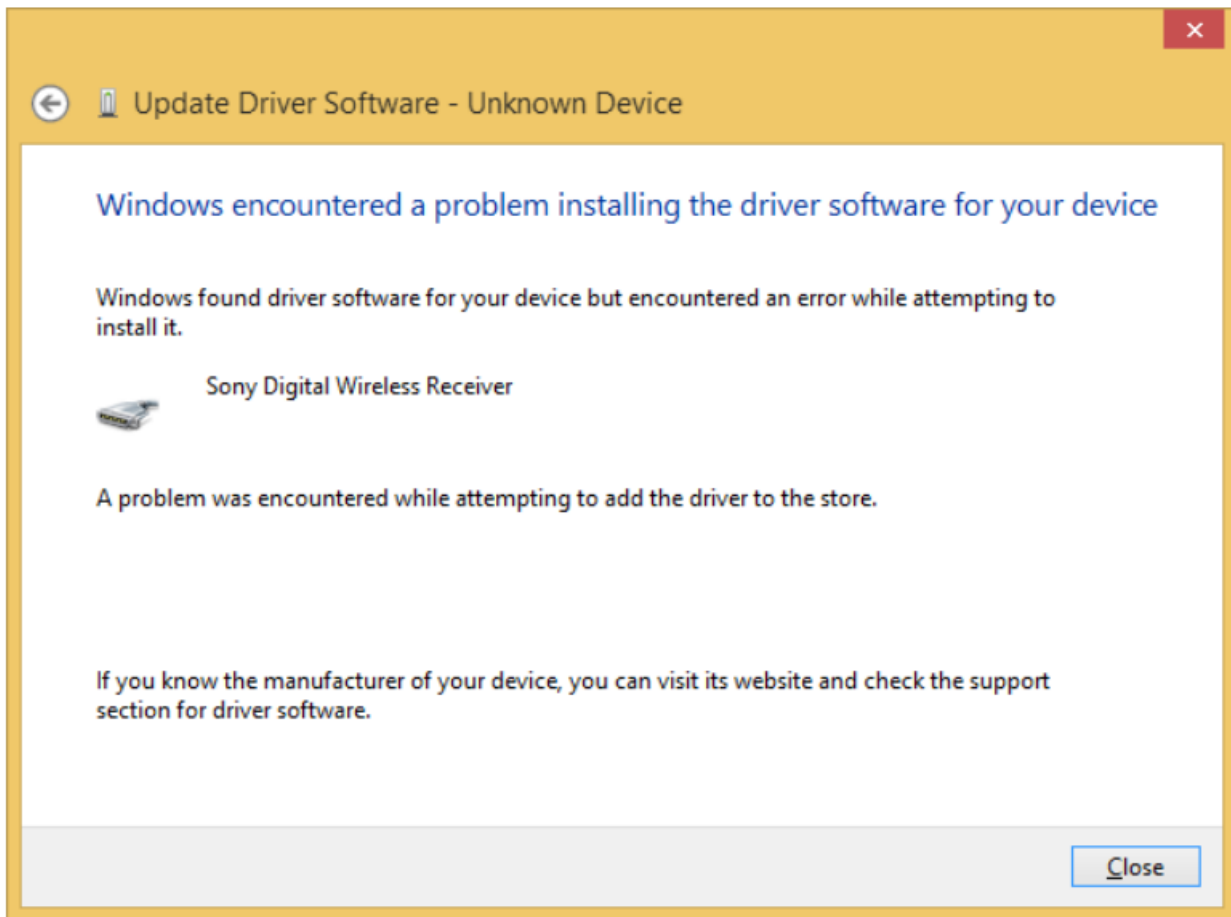 Update Driver Software - Unknown Device
Windows encountered a problem installing the driver software for your device
Windows found driver software for your device but encountered an error while attempting to
install it.
Sony Digital Wireless Receiver
A problem was encountered while attempting to add the driver to the store.
If you know the manufacturer of your device, you can visit its website and check the support
section for driver software.
Close